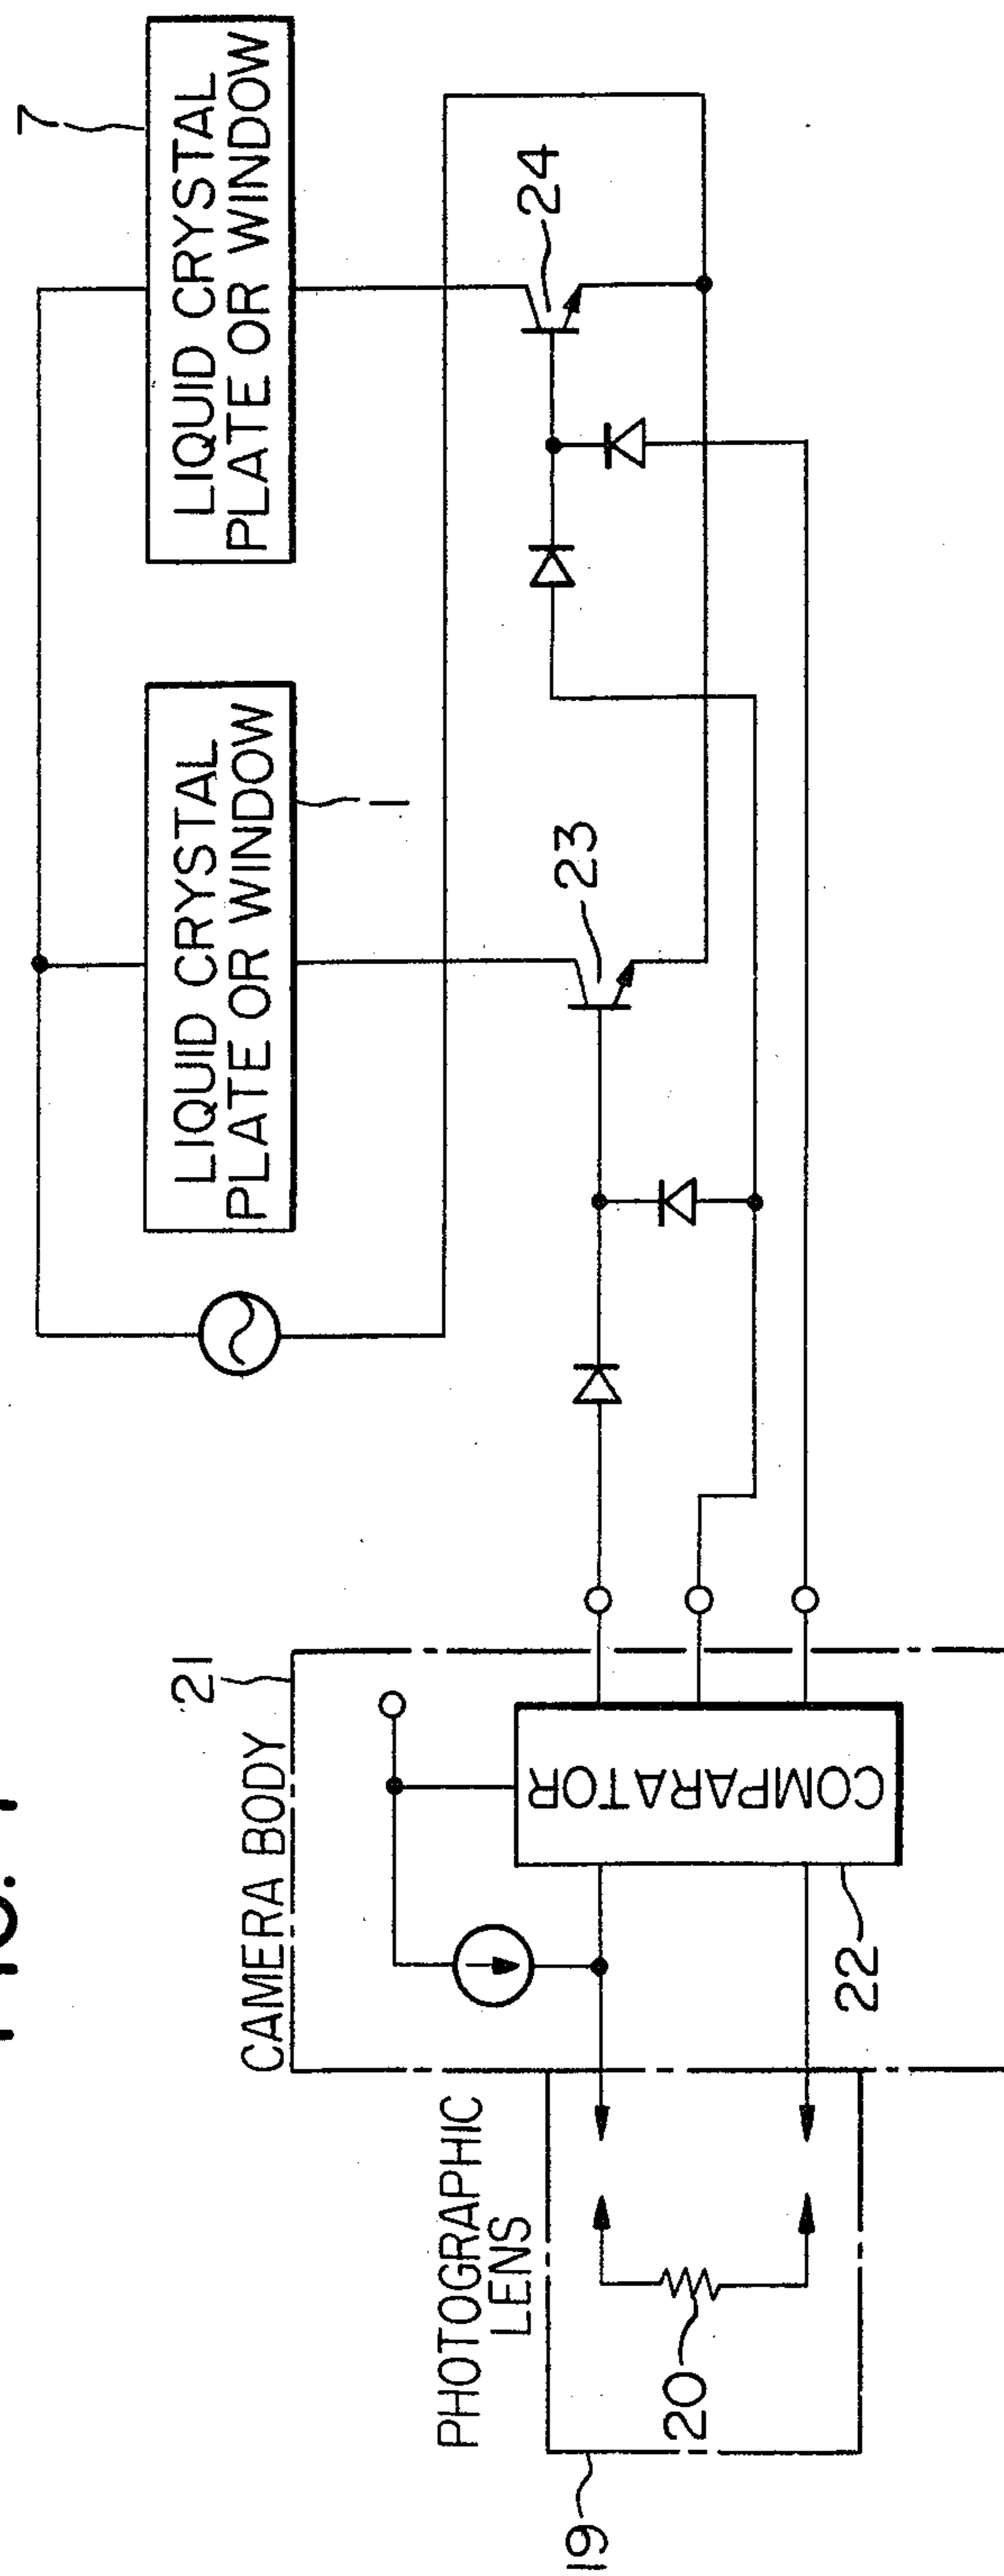 7
LIQUID CRYSTAL
PLATE OR WINDOW
24
LIQUID CRYSTAL
PLATE OR WINDOW
1
23
21
CAMERA BODY
COMPARATOR
22
PHOTOGRAPHIC
LENS
20
19